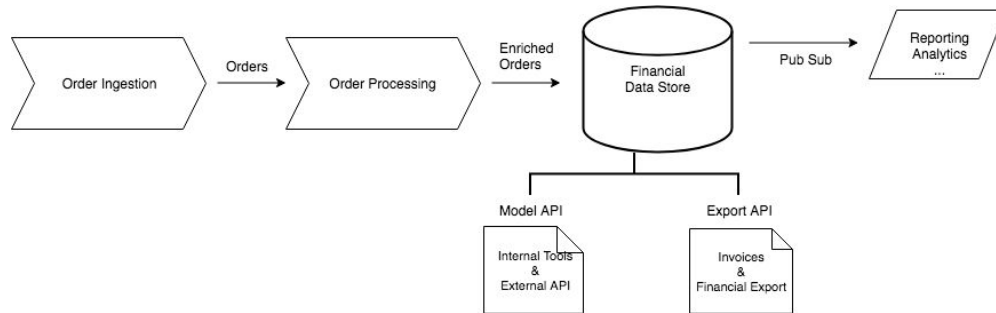 Order Ingestion
Orders
Order Processing
Enriched
Orders
Financial
Data Store
Pub Sub
Reporting
Analytics
...
Model API
Internal Tools
&
External API
Export API
Invoices
&
Financial Export